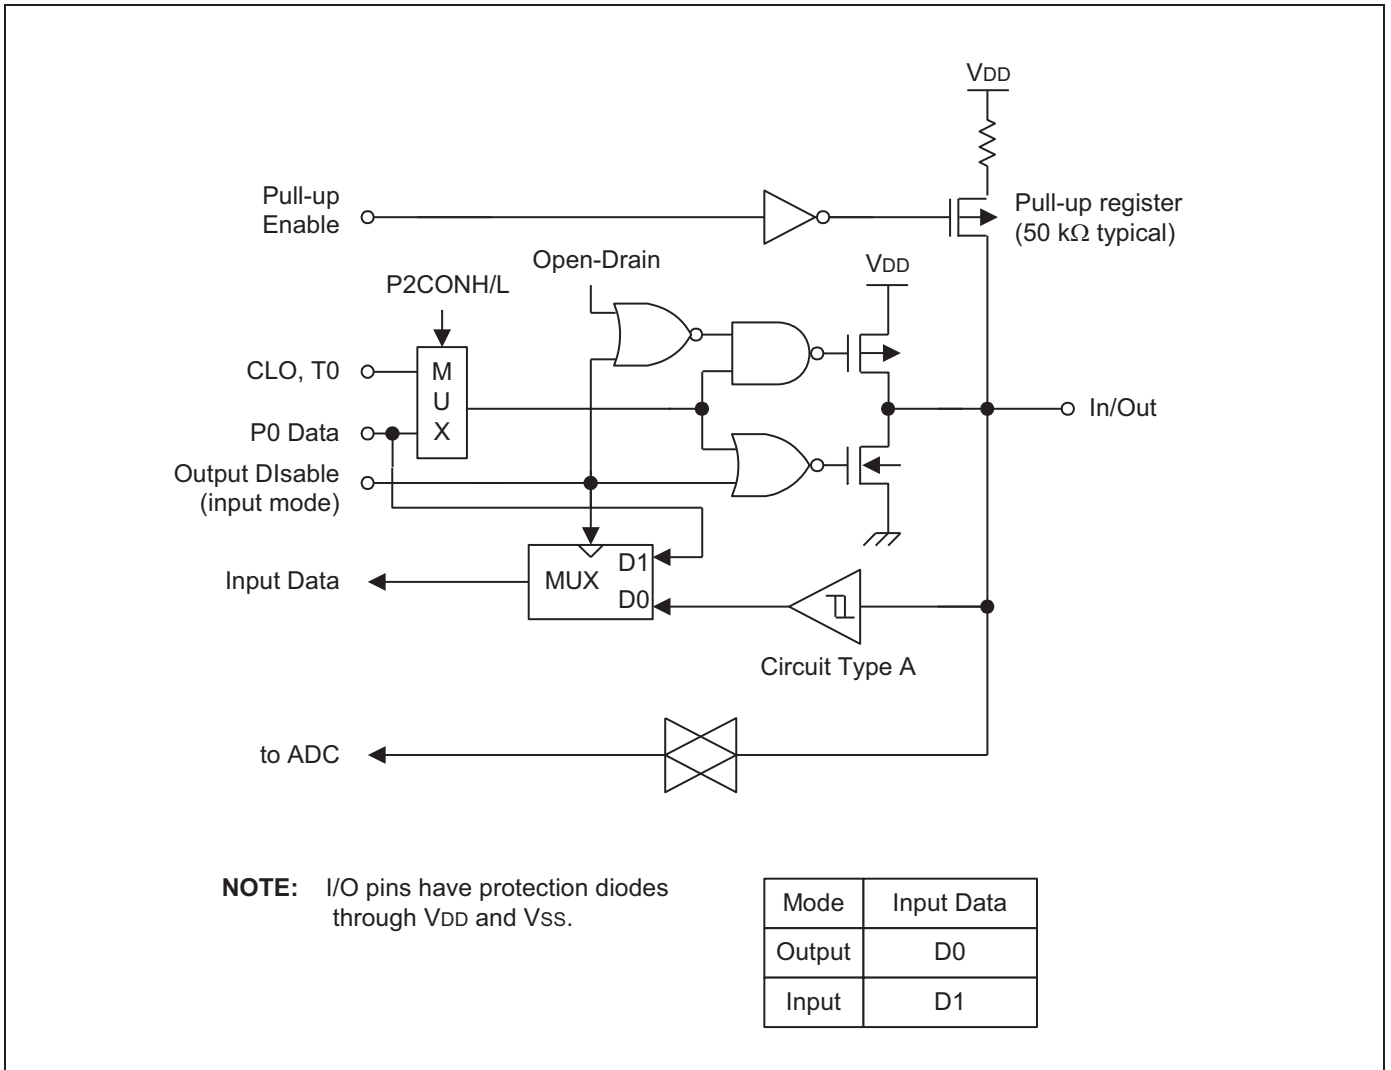 VDD
Pull-up
Enable
Pull-up register
(50 kΩ typical)
Open-Drain
VDD
P2CONH/L
CLO, T0
M
U
X
In/Out
P0 Data
Output DIsable
(input mode)
D1
Input Data
MUX
D0
Circuit Type A
to ADC
NOTE: I/O pins have protection diodes
through VDD and VSS.
Mode Input Data
Output D0
Input D1